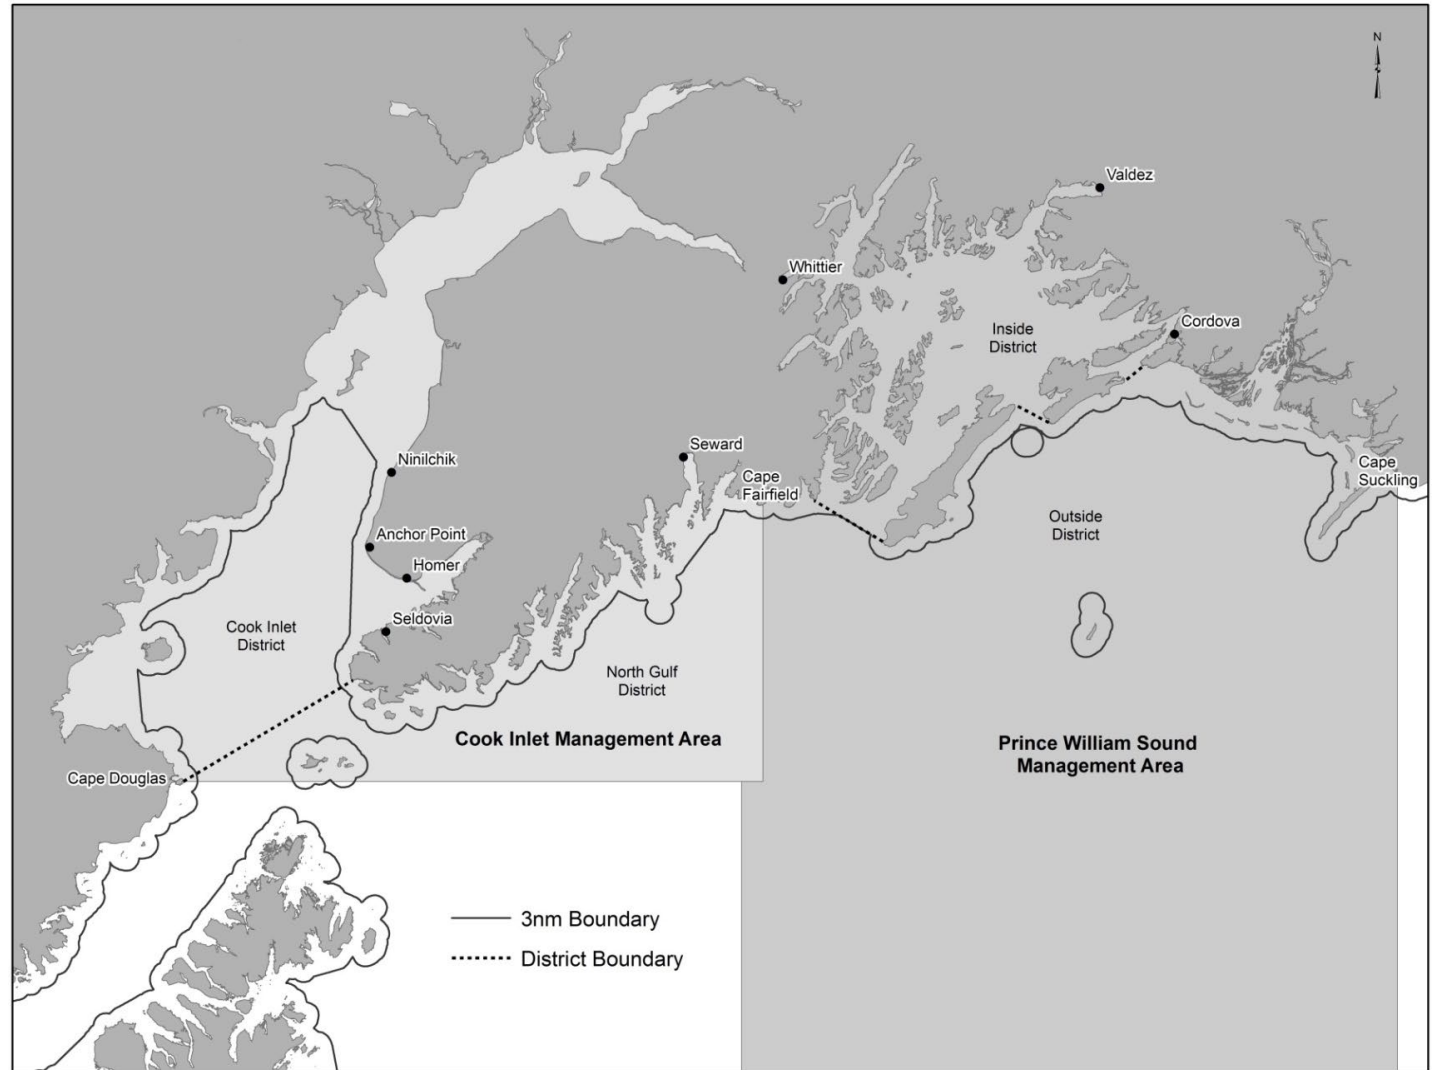 N
Valdez
Whittier
Cordova
Inside
District
Seward
Ninilchik
Cape
Fairfield
Cape
Suckling
Outside
District
Anchor Point
Homer
Seldovia
Cook Inlet
District
North Gulf
District
Cook Inlet Management Area
Prince William Sound
Management Area
Cape Douglas
3nm Boundary
District Boundary